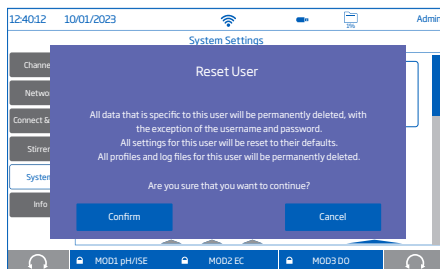 12:40:12 10/01/2023 1% Admin
System Settings
Channe
Netwo
Connect &
Stirrer
System
Info
Reset User
All data that is specific to this user will be permanently deleted, with
the exception of the username and password.
All settings for this user will be reset to their defaults.
All profiles and log files for this user will be permanently deleted.
Are you sure that you want to continue?
Confirm Cancel
MOD1 pH/ISE MOD2 EC MOD3 DO